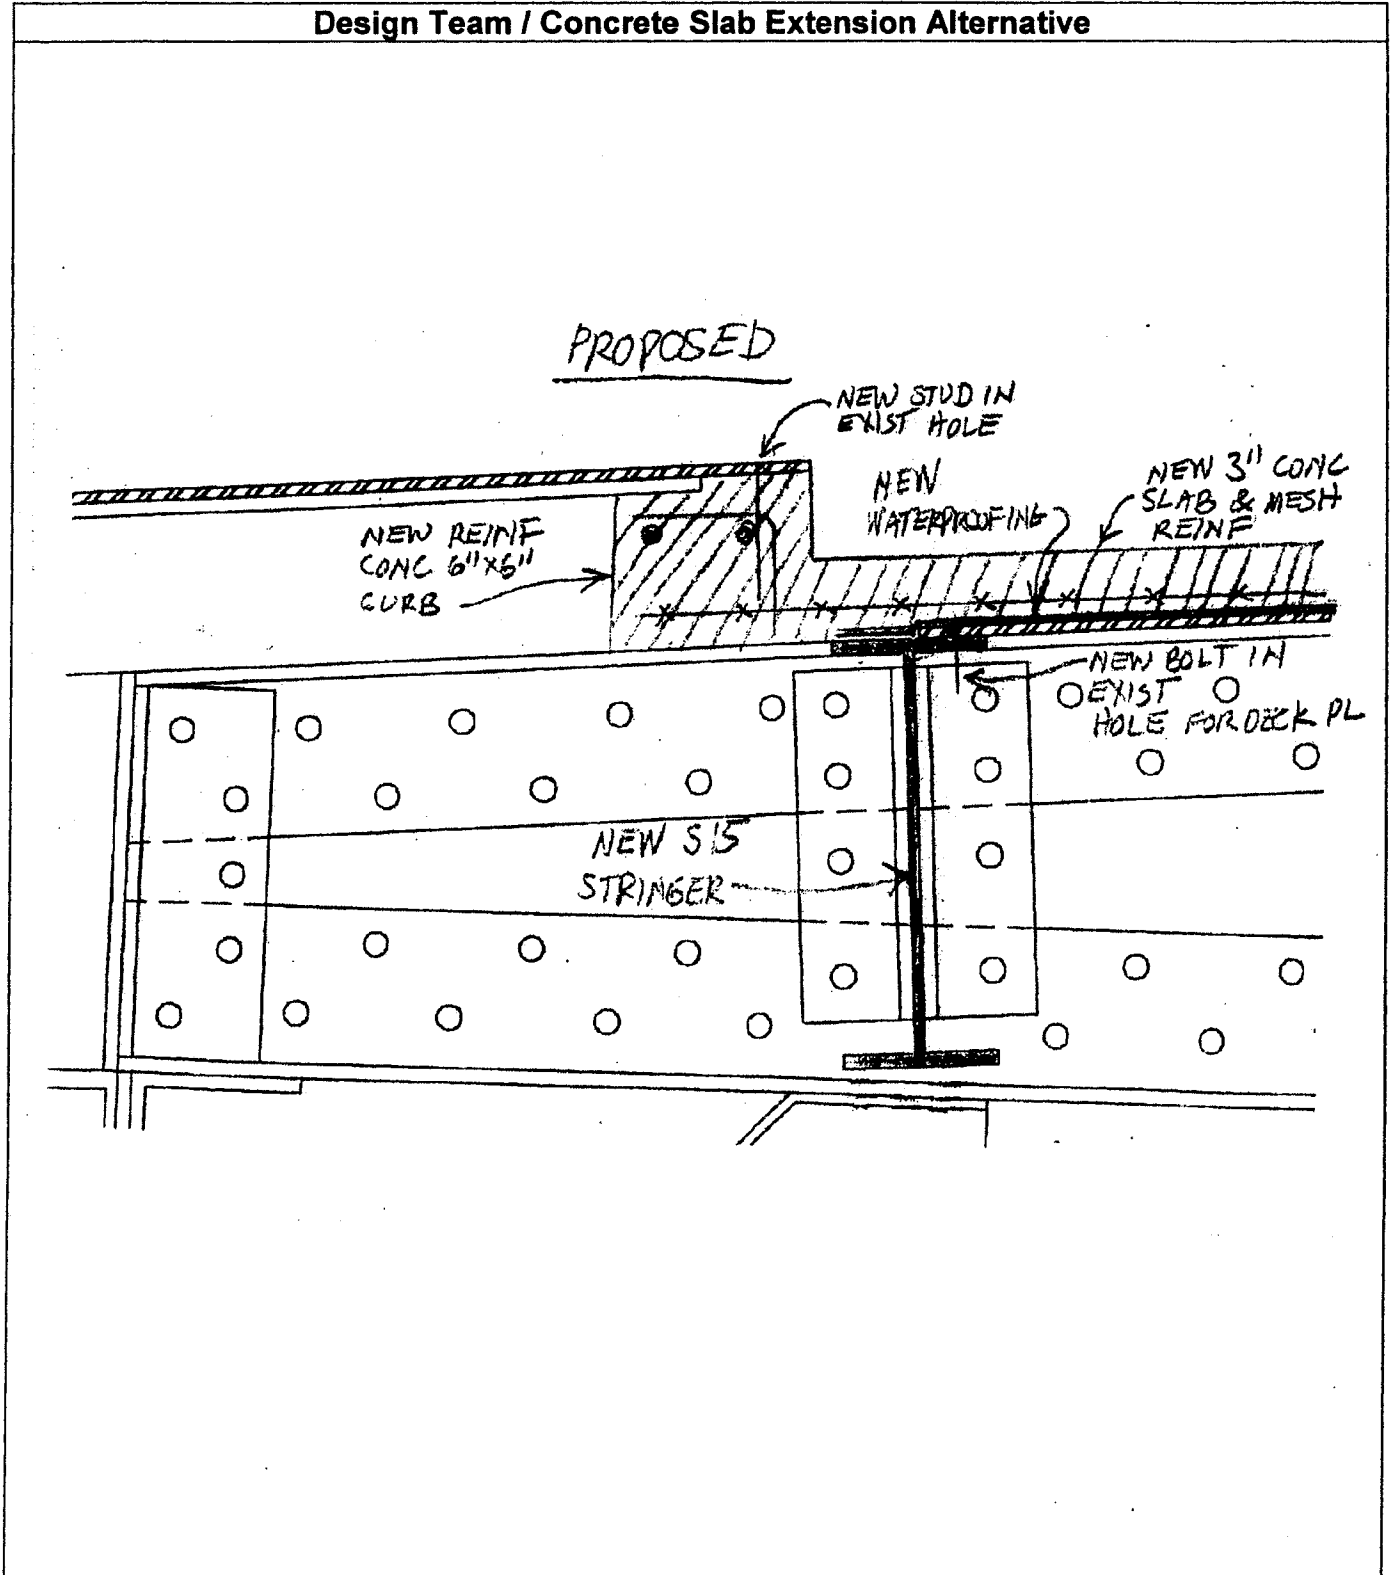 Design Team / Concrete Slab Extension Alternative
PROPOSED
NEW STUD IN
EXIST HOLE
NEW
WATERPROOFING
NEW 3" CONC
SLAB & MESH
REINF
NEW REINF
CONC 6"x6"
CURB
NEW BOLT IN
EXIST
HOLE FOR DECK PL
NEW S15
STRINGER